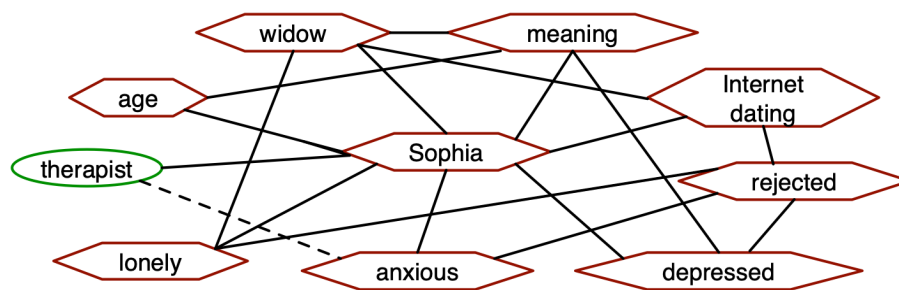 widow
meaning
Internet
dating
age
Sophia
therapist
rejected
lonely
anxious
depressed